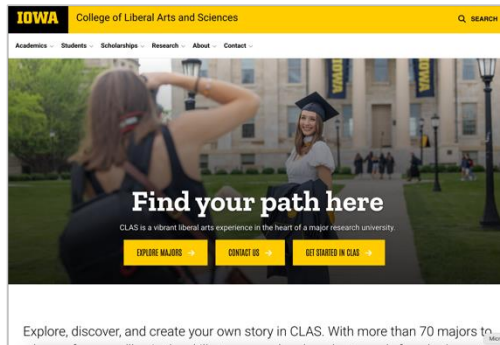 IOWA College of Liberal Arts and Sciences SEARCH
Academics Students Scholarships Research About Contact
IOWA
IOWA
Find your path here
CLAS is a vibrant liberal arts experience in the heart of a major research university.
EXPLORE MAJORS → CONTACT US → GET STARTED IN CLAS →
Explore, discover, and create your own story in CLAS. With more than 70 majors to